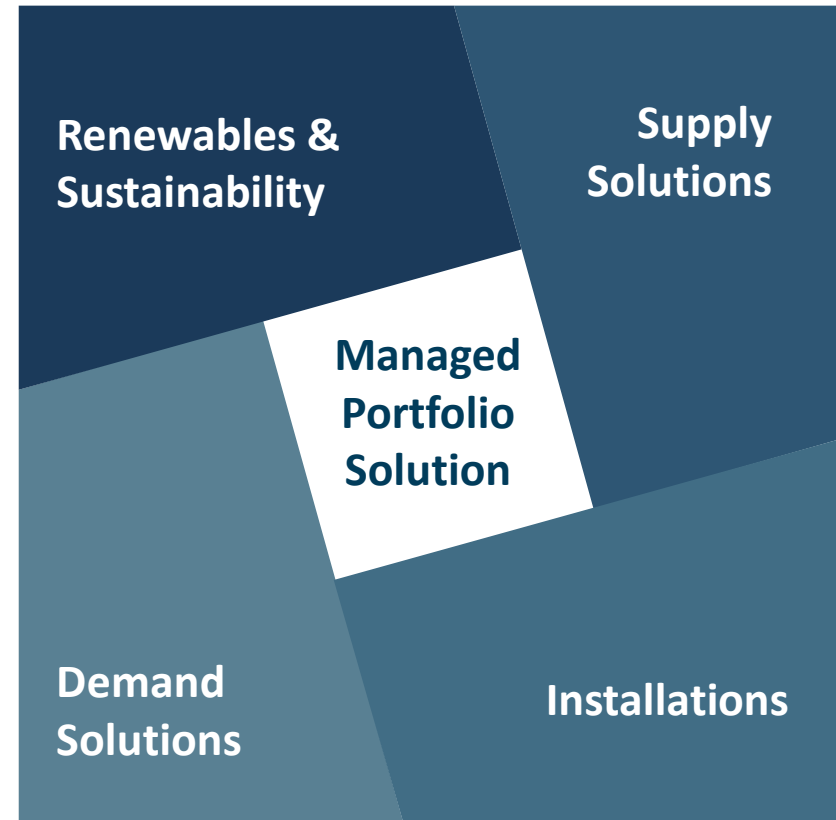 Renewables &
Sustainability
Supply
Solutions
Managed
Portfolio
Solution
Demand
Solutions
Installations